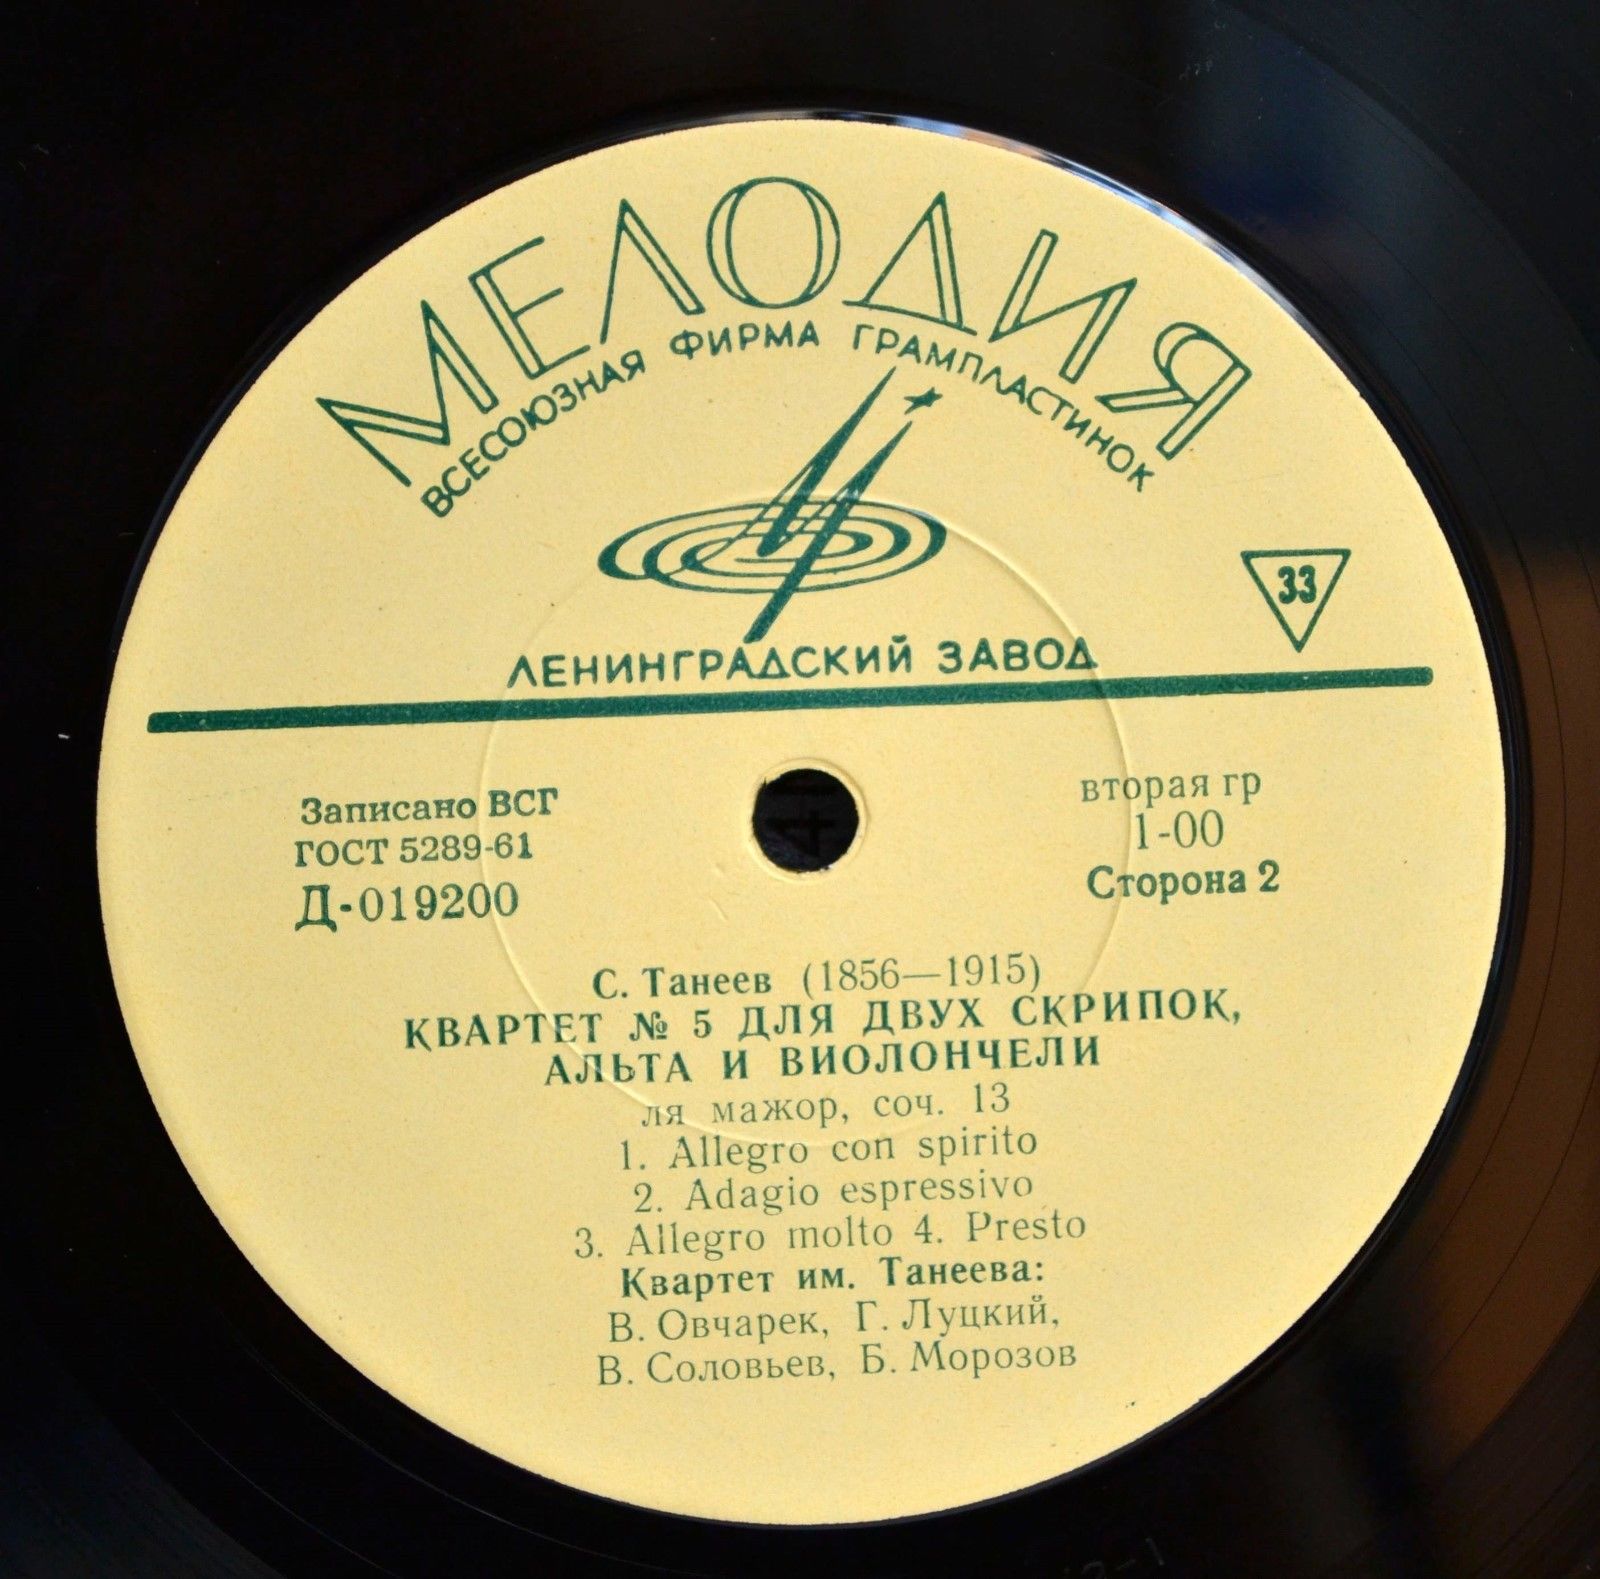 МЕЛОДИЯ
ВСЕСОЮЗНАЯ ФИРМА ГРАМПЛАСТИНОК
33
ЛЕНИНГРАДСКИЙ ЗАВОД
Записано ВСГ
ГОСТ 5289-61
Д-019200
вторая гр
1-00
Сторона 2
С. Танеев (1856—1915)
КВАРТЕТ № 5 ДЛЯ ДВУХ СКРИПОК,
АЛЬТА И ВИОЛОНЧЕЛИ
ля мажор, соч. 13
1. Allegro con spirito
2. Adagio espressivo
3. Allegro molto 4. Presto
Квартет им. Танеева:
В. Овчарек, Г. Луцкий,
В. Соловьев, Б. Морозов